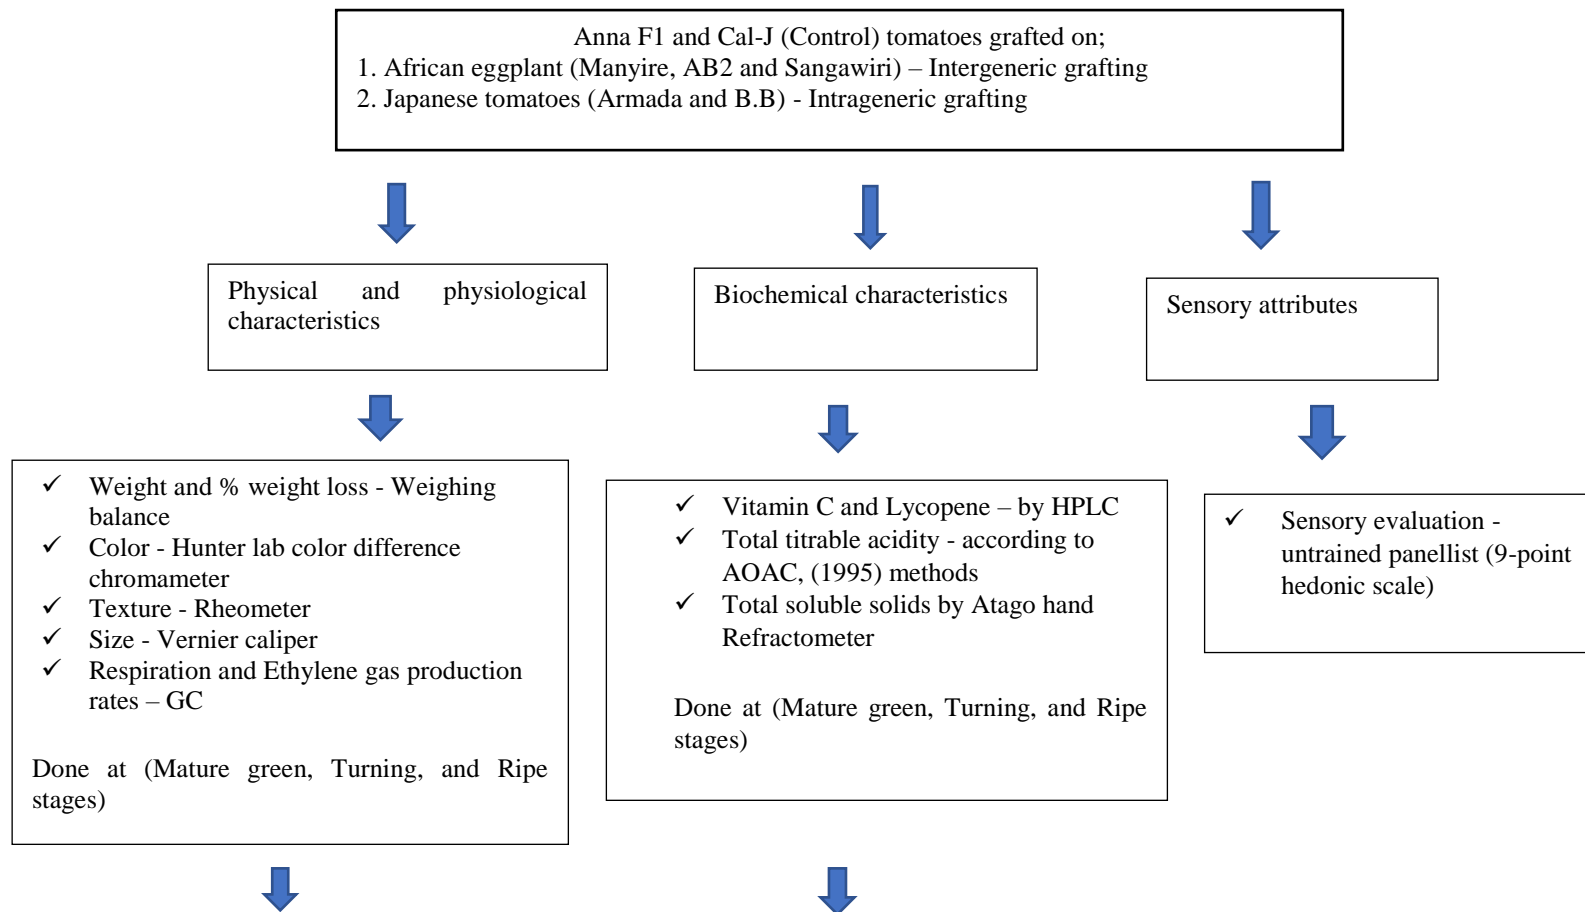 Anna F1 and Cal-J (Control) tomatoes grafted on;
1. African eggplant (Manyire, AB2 and Sangawiri) – Intergeneric grafting
2. Japanese tomatoes (Armada and B.B) - Intrageneric grafting
Physical and physiological
characteristics
Biochemical characteristics
Sensory attributes
✓ Weight and % weight loss - Weighing
balance
✓ Color - Hunter lab color difference
chromameter
✓ Texture - Rheometer
✓ Size - Vernier caliper
✓ Respiration and Ethylene gas production
rates – GC
Done at (Mature green, Turning, and Ripe
stages)
✓ Vitamin C and Lycopene – by HPLC
✓ Total titrable acidity - according to
AOAC, (1995) methods
✓ Total soluble solids by Atago hand
Refractometer
Done at (Mature green, Turning, and Ripe
stages)
✓ Sensory evaluation -
untrained panellist (9-point
hedonic scale)